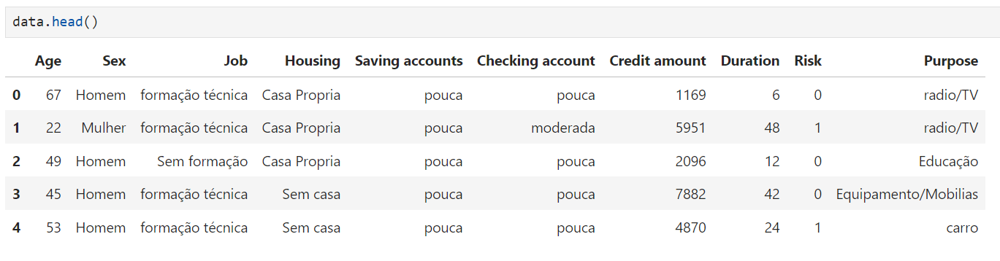 data.head()
Age Sex Job Housing Saving accounts Checking account Credit amount Duration Risk Purpose
0 67 Homem formação técnica Casa Propria pouca pouca 1169 6 0 radio/TV
1 22 Mulher formação técnica Casa Propria pouca moderada 5951 48 1 radio/TV
2 49 Homem Sem formação Casa Propria pouca pouca 2096 12 0 Educação
3 45 Homem formação técnica Sem casa pouca pouca 7882 42 0 Equipamento/Mobilias
4 53 Homem formação técnica Sem casa pouca pouca 4870 24 1 carro